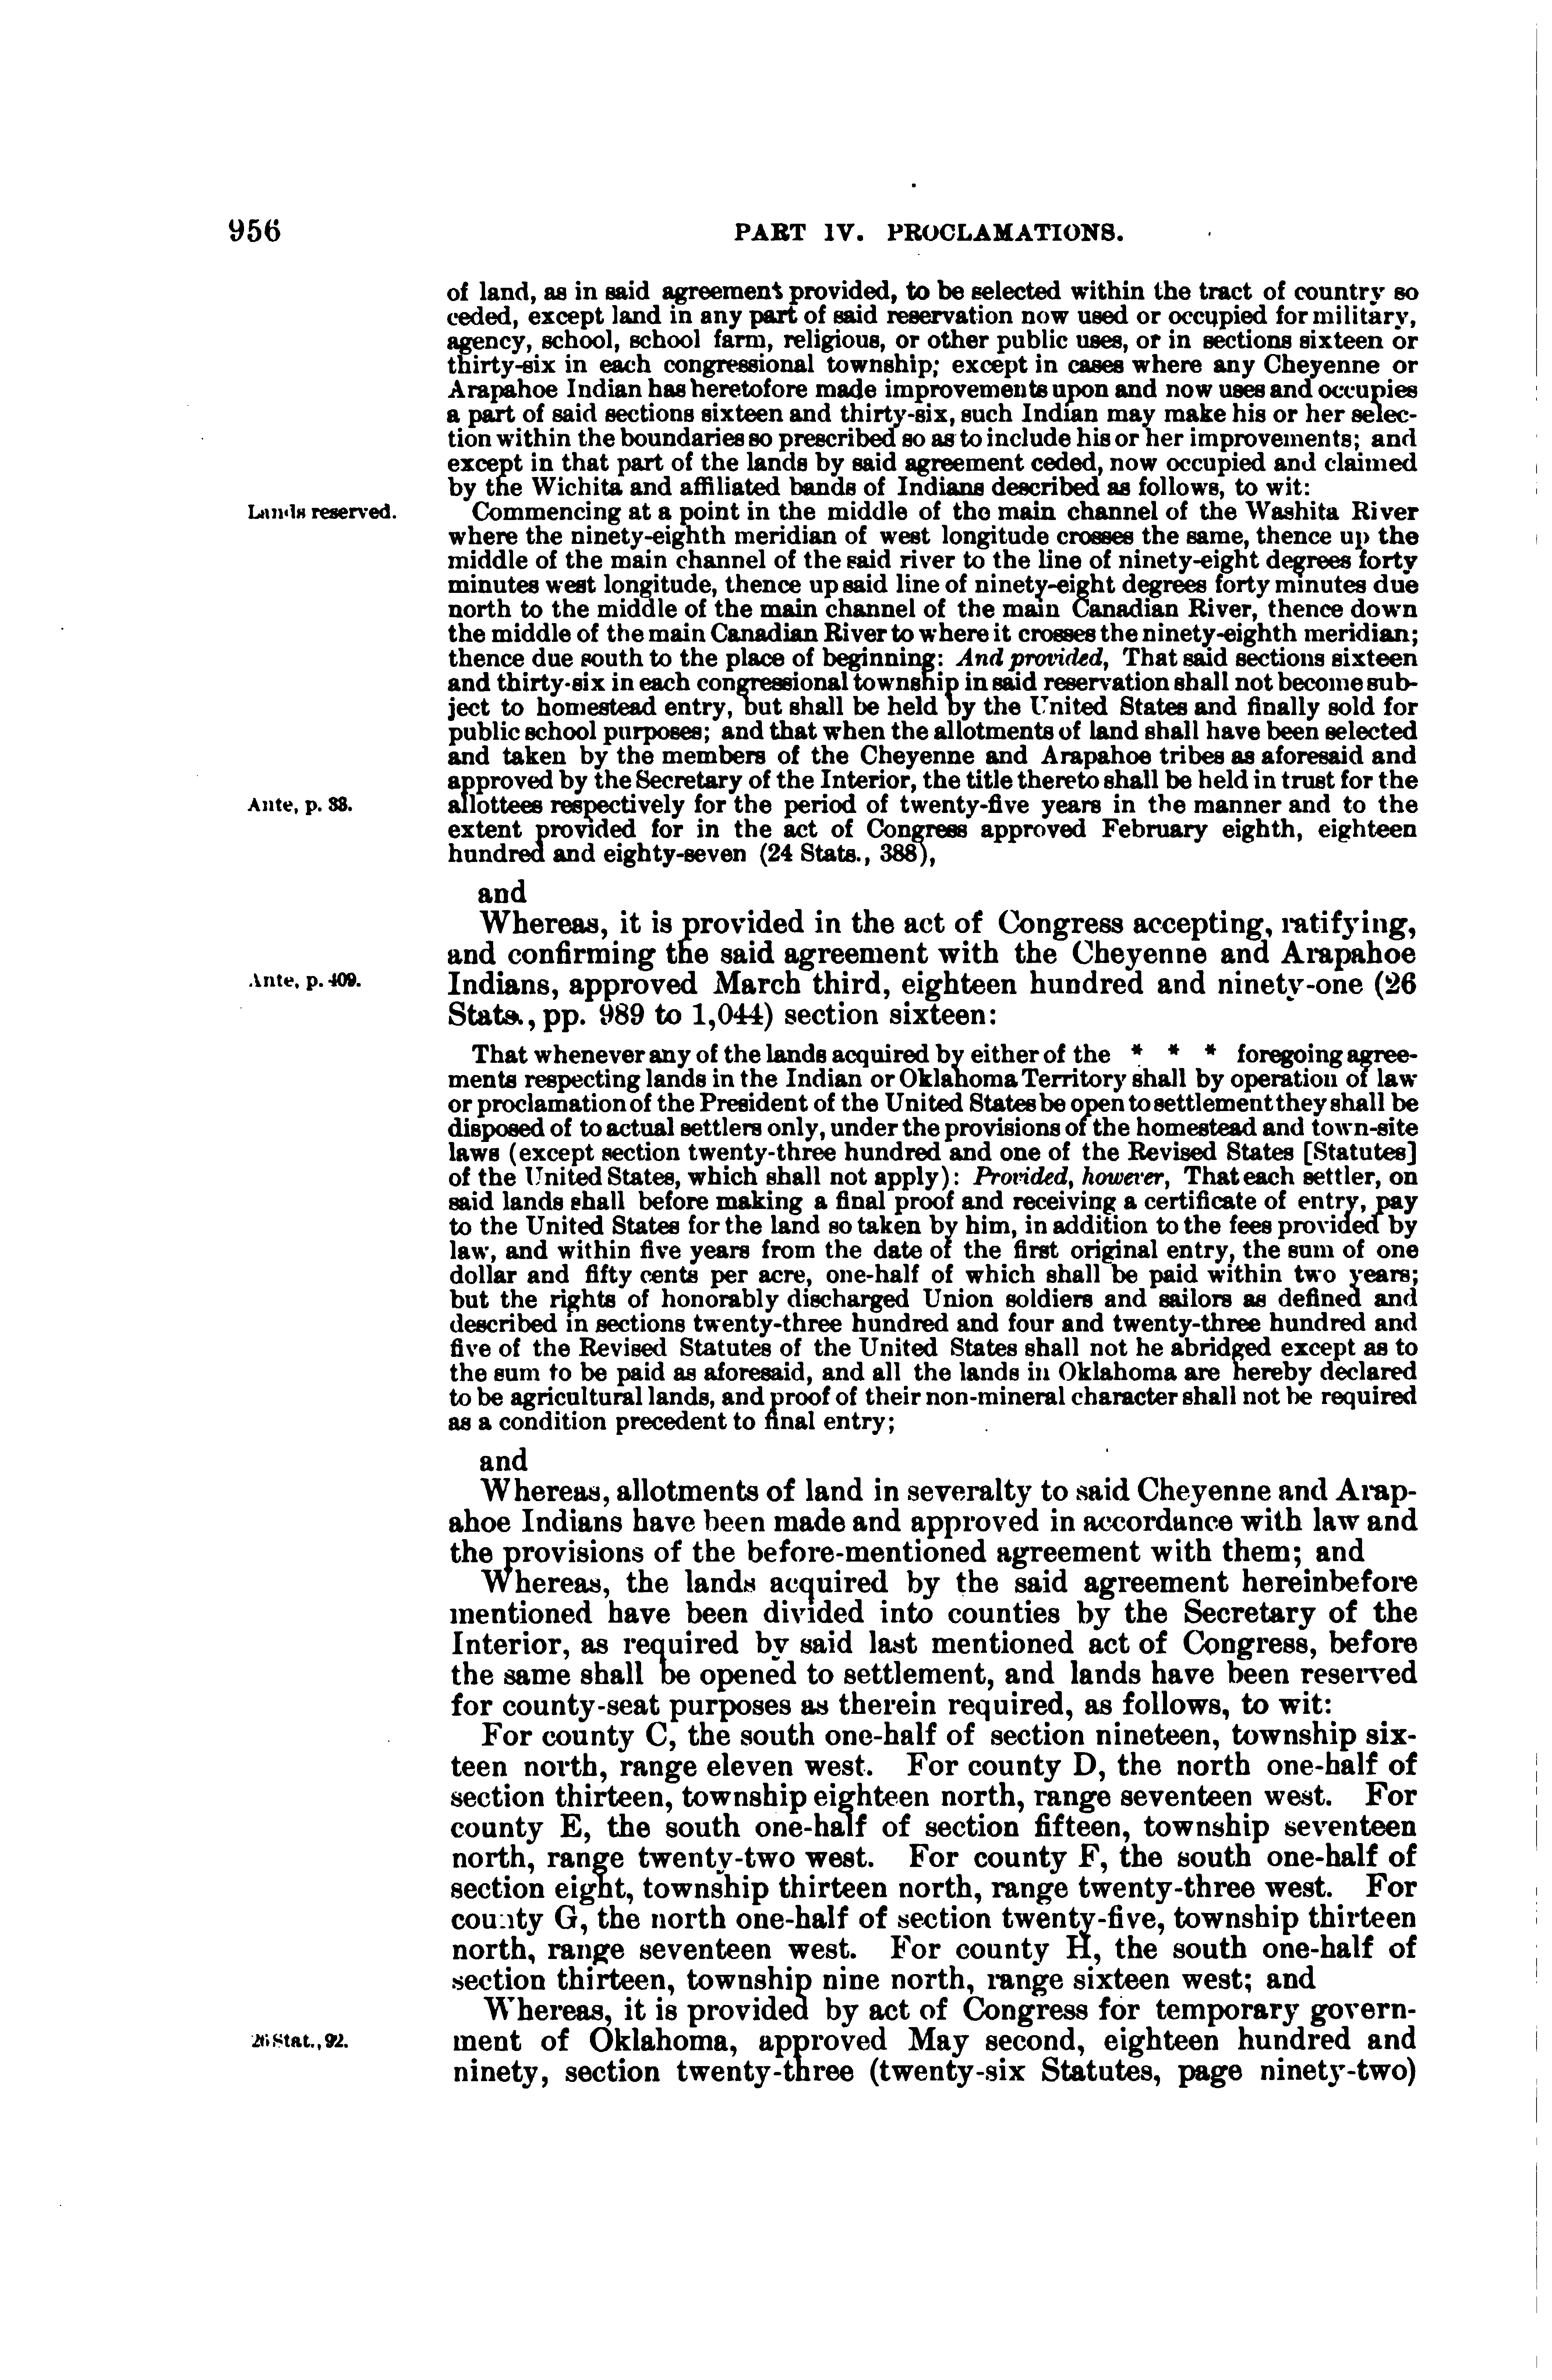 956
PART IV. PROCLAMATIONS.
of land, as in said agreement provided, to be selected within the tract of country so
ceded, except land in any part of said reservation now used or occupied for military,
agency, school, school farm, religious, or other public uses, or in sections sixteen or
thirty-six in each congressional township; except in cases where any Cheyenne or
Arapahoe Indian has heretofore made improvements upon and now uses and occupies
a part of said sections sixteen and thirty-six, such Indian may make his or her selec-
tion within the boundaries so prescribed so as to include his or her improvements; and
except in that part of the lands by said agreement ceded, now occupied and claimed
by the Wichita and affiliated bands of Indians described as follows, to wit:
Lands reserved.
Commencing at a point in the middle of the main channel of the Washita River
where the ninety-eighth meridian of west longitude crosses the same, thence up the
middle of the main channel of the said river to the line of ninety-eight degrees forty
minutes west longitude, thence up said line of ninety-eight degrees forty minutes due
north to the middle of the main channel of the main Canadian River, thence down
the middle of the main Canadian River to where it crosses the ninety-eighth meridian;
thence due south to the place of beginning: And provided, That said sections sixteen
and thirty-six in each congressional township in said reservation shall not become sub-
ject to homestead entry, but shall be held by the United States and finally sold for
public school purposes; and that when the allotments of land shall have been selected
and taken by the members of the Cheyenne and Arapahoe tribes as aforesaid and
approved by the Secretary of the Interior, the title thereto shall be held in trust for the
Ante, p. 88.
allottees respectively for the period of twenty-five years in the manner and to the
extent provided for in the act of Congress approved February eighth, eighteen
hundred and eighty-seven (24 Stats., 388),
and
Whereas, it is provided in the act of Congress accepting, ratifying,
and confirming the said agreement with the Cheyenne and Arapahoe
Ante, p. 409.
Indians, approved March third, eighteen hundred and ninety-one (26
Stats., pp. 989 to 1,044) section sixteen:
That whenever any of the lands acquired by either of the * * * foregoing agree-
ments respecting lands in the Indian or Oklahoma Territory shall by operation of law
or proclamation of the President of the United States be open to settlement they shall be
disposed of to actual settlers only, under the provisions of the homestead and town-site
laws (except section twenty-three hundred and one of the Revised States [Statutes]
of the United States, which shall not apply): Provided, however, That each settler, on
said lands shall before making a final proof and receiving a certificate of entry, pay
to the United States for the land so taken by him, in addition to the fees provided by
law, and within five years from the date of the first original entry, the sum of one
dollar and fifty cents per acre, one-half of which shall be paid within two years;
but the rights of honorably discharged Union soldiers and sailors as defined and
described in sections twenty-three hundred and four and twenty-three hundred and
five of the Revised Statutes of the United States shall not he abridged except as to
the sum to be paid as aforesaid, and all the lands in Oklahoma are hereby declared
to be agricultural lands, and proof of their non-mineral character shall not be required
as a condition precedent to final entry;
and
Whereas, allotments of land in severalty to said Cheyenne and Arap-
ahoe Indians have been made and approved in accordance with law and
the provisions of the before-mentioned agreement with them; and
Whereas, the lands acquired by the said agreement hereinbefore
mentioned have been divided into counties by the Secretary of the
Interior, as required by said last mentioned act of Congress, before
the same shall be opened to settlement, and lands have been reserved
for county-seat purposes as therein required, as follows, to wit:
For county C, the south one-half of section nineteen, township six-
teen north, range eleven west. For county D, the north one-half of
section thirteen, township eighteen north, range seventeen west. For
county E, the south one-half of section fifteen, township seventeen
north, range twenty-two west. For county F, the south one-half of
section eight, township thirteen north, range twenty-three west. For
county G, the north one-half of section twenty-five, township thirteen
north, range seventeen west. For county H, the south one-half of
section thirteen, township nine north, range sixteen west; and
Whereas, it is provided by act of Congress for temporary govern-
26 Stat., 92.
ment of Oklahoma, approved May second, eighteen hundred and
ninety, section twenty-three (twenty-six Statutes, page ninety-two)